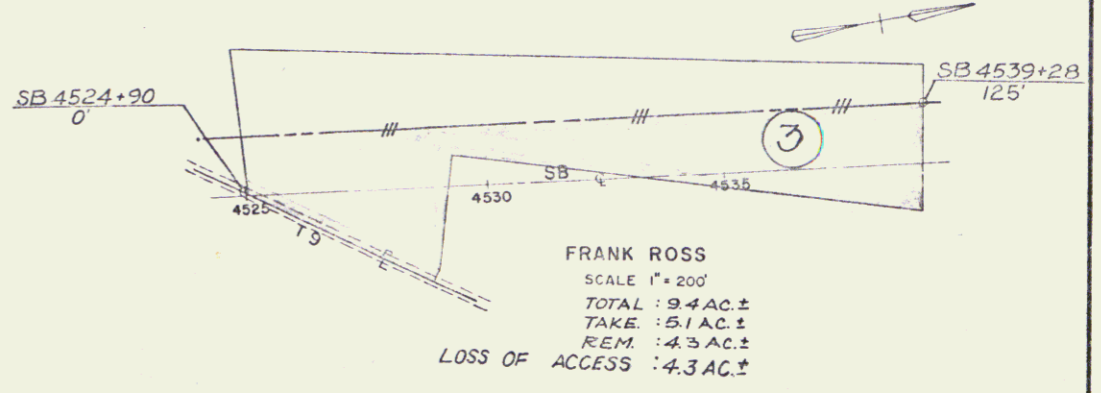 SB 4524+90
0'
SB 4539+28
125'
3
SB ℄
4525
4530
4535
T9
℄
FRANK ROSS
SCALE 1"=200'
TOTAL : 9.4 AC.±
TAKE. : 5.1 AC.±
REM. : 4.3 AC.±
LOSS OF ACCESS : 4.3 AC.±